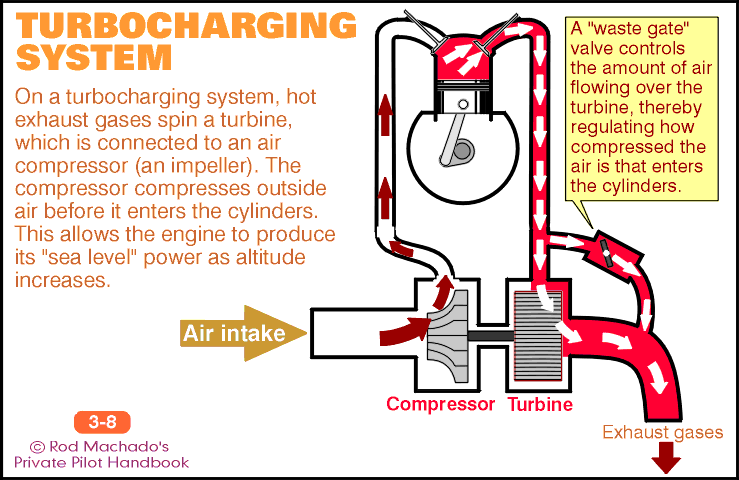 TURBOCHARGING
SYSTEM
On a turbocharging system, hot
exhaust gases spin a turbine,
which is connected to an air
compressor (an impeller). The
compressor compresses outside
air before it enters the cylinders.
This allows the engine to produce
its "sea level" power as altitude
increases.
A "waste gate"
valve controls
the amount of air
flowing over the
turbine, thereby
regulating how
compressed the
air is that enters
the cylinders.
Air intake
Compressor
Turbine
Exhaust gases
3-8
© Rod Machado's
Private Pilot Handbook